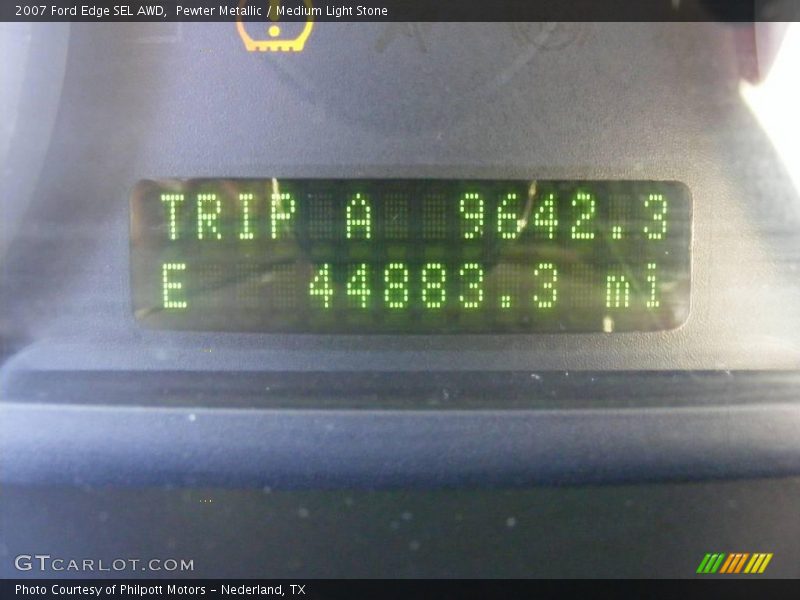 2007 Ford Edge SEL AWD, Pewter Metallic / Medium Light Stone
TRIP A 9642.3
E 44883.3 mi
GTCARLOT.COM
Photo Courtesy of Philpott Motors - Nederland, TX